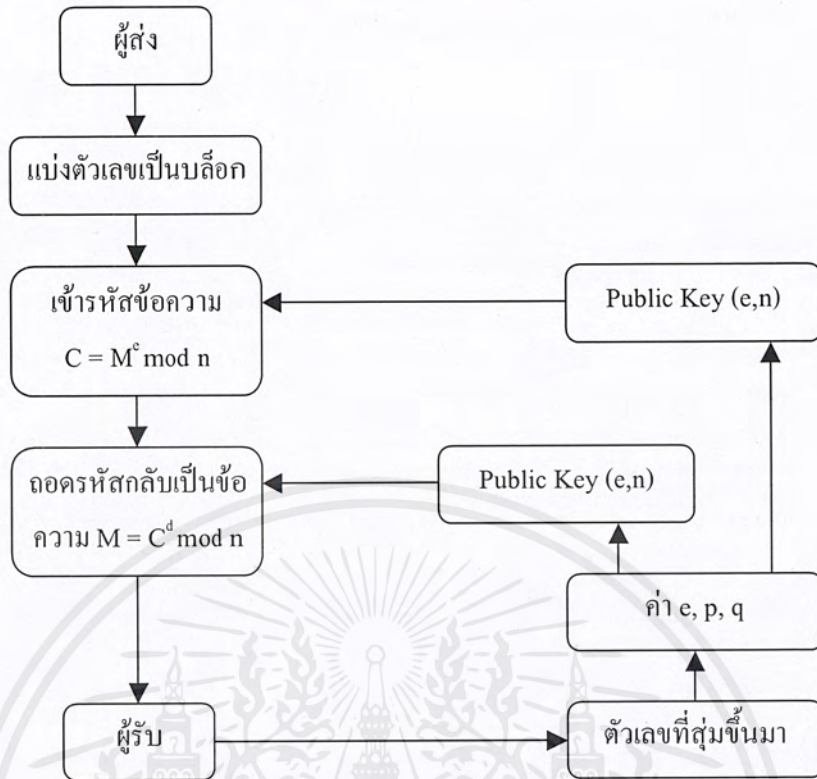 ผู้ส่ง
แบ่งตัวเลขเป็นบล็อก
เข้ารหัสข้อความ
C = Mᵉ mod n
Public Key (e,n)
ถอดรหัสกลับเป็นข้อ
ความ M = Cᵈ mod n
Public Key (e,n)
ค่า e, p, q
ผู้รับ
ตัวเลขที่สุ่มขึ้นมา